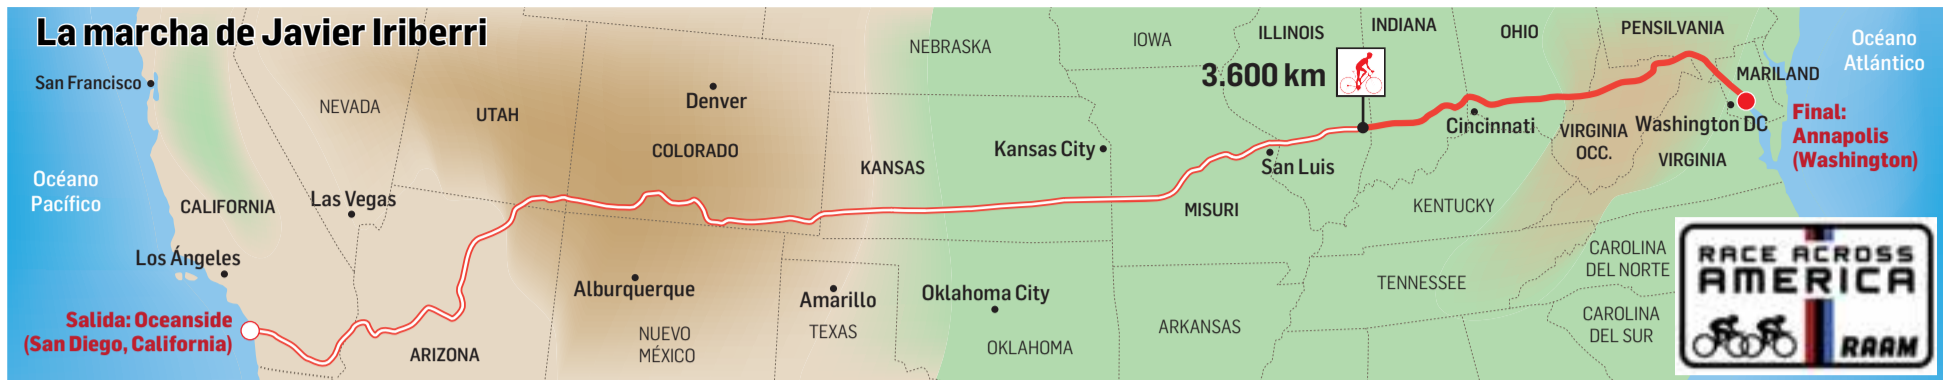 La marcha de Javier Iriberri
San Francisco
NEVADA
UTAH
Denver
COLORADO
NEBRASKA
IOWA
ILLINOIS
INDIANA
OHIO
PENSILVANIA
Océano
Atlántico
3.600 km
MARILAND
Final:
Annapolis
(Washington)
Washington DC
VIRGINIA
OCC.
VIRGINIA
Cincinnati
Kansas City
KANSAS
San Luis
MISURI
KENTUCKY
Océano
Pacífico
CALIFORNIA
Las Vegas
Los Ángeles
Salida: Oceanside
(San Diego, California)
ARIZONA
Alburquerque
NUEVO
MÉXICO
Amarillo
TEXAS
Oklahoma City
OKLAHOMA
ARKANSAS
TENNESSEE
CAROLINA
DEL NORTE
CAROLINA
DEL SUR
RACE ACROSS
AMERICA
RAAM